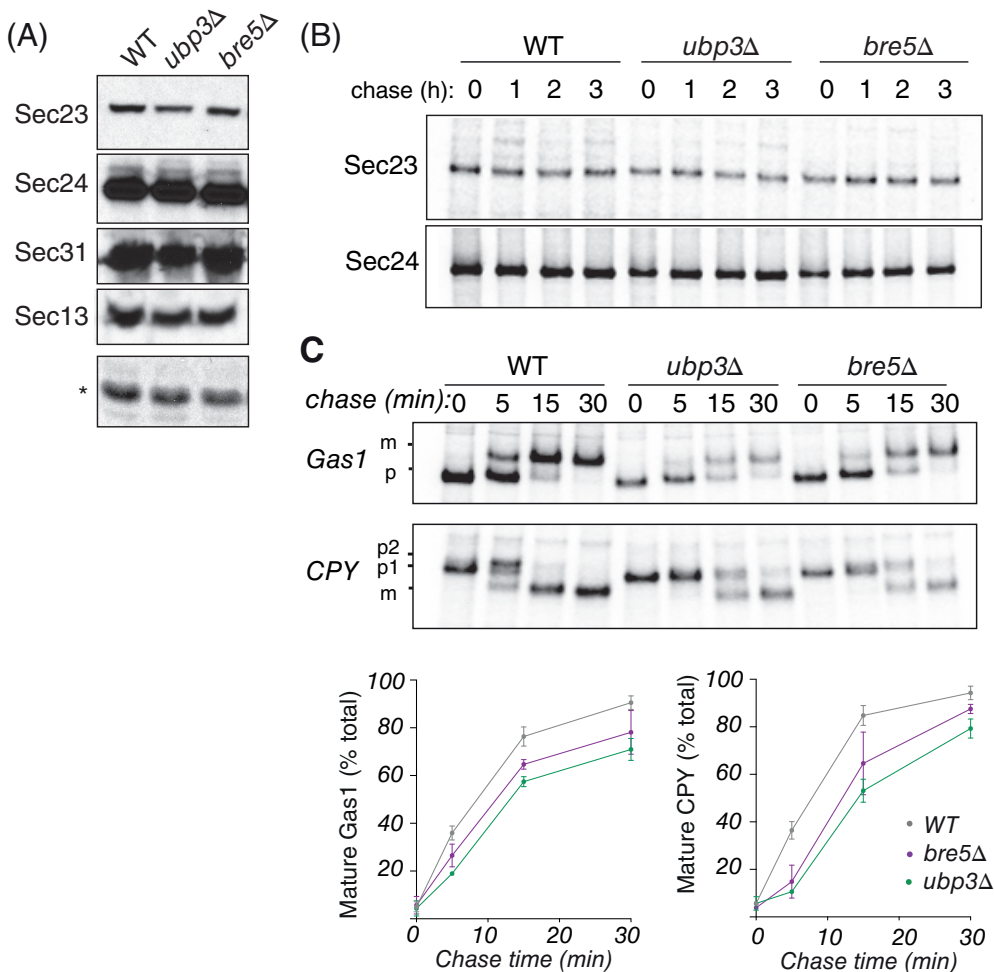 (A)
WT ubp3Δ bre5Δ
Sec23
Sec24
Sec31
Sec13
*
(B)
WT ubp3Δ bre5Δ
chase (h): 0 1 2 3 0 1 2 3 0 1 2 3
Sec23
Sec24
C
WT ubp3Δ bre5Δ
chase (min): 0 5 15 30 0 5 15 30 0 5 15 30
m
Gas1
p
p2
p1
CPY
m
Mature Gas1 (% total)
100
80
60
40
20
0 10 20 30
Chase time (min)
Mature CPY (% total)
100
80
60
40
20
WT
bre5Δ
ubp3Δ
0 10 20 30
Chase time (min)